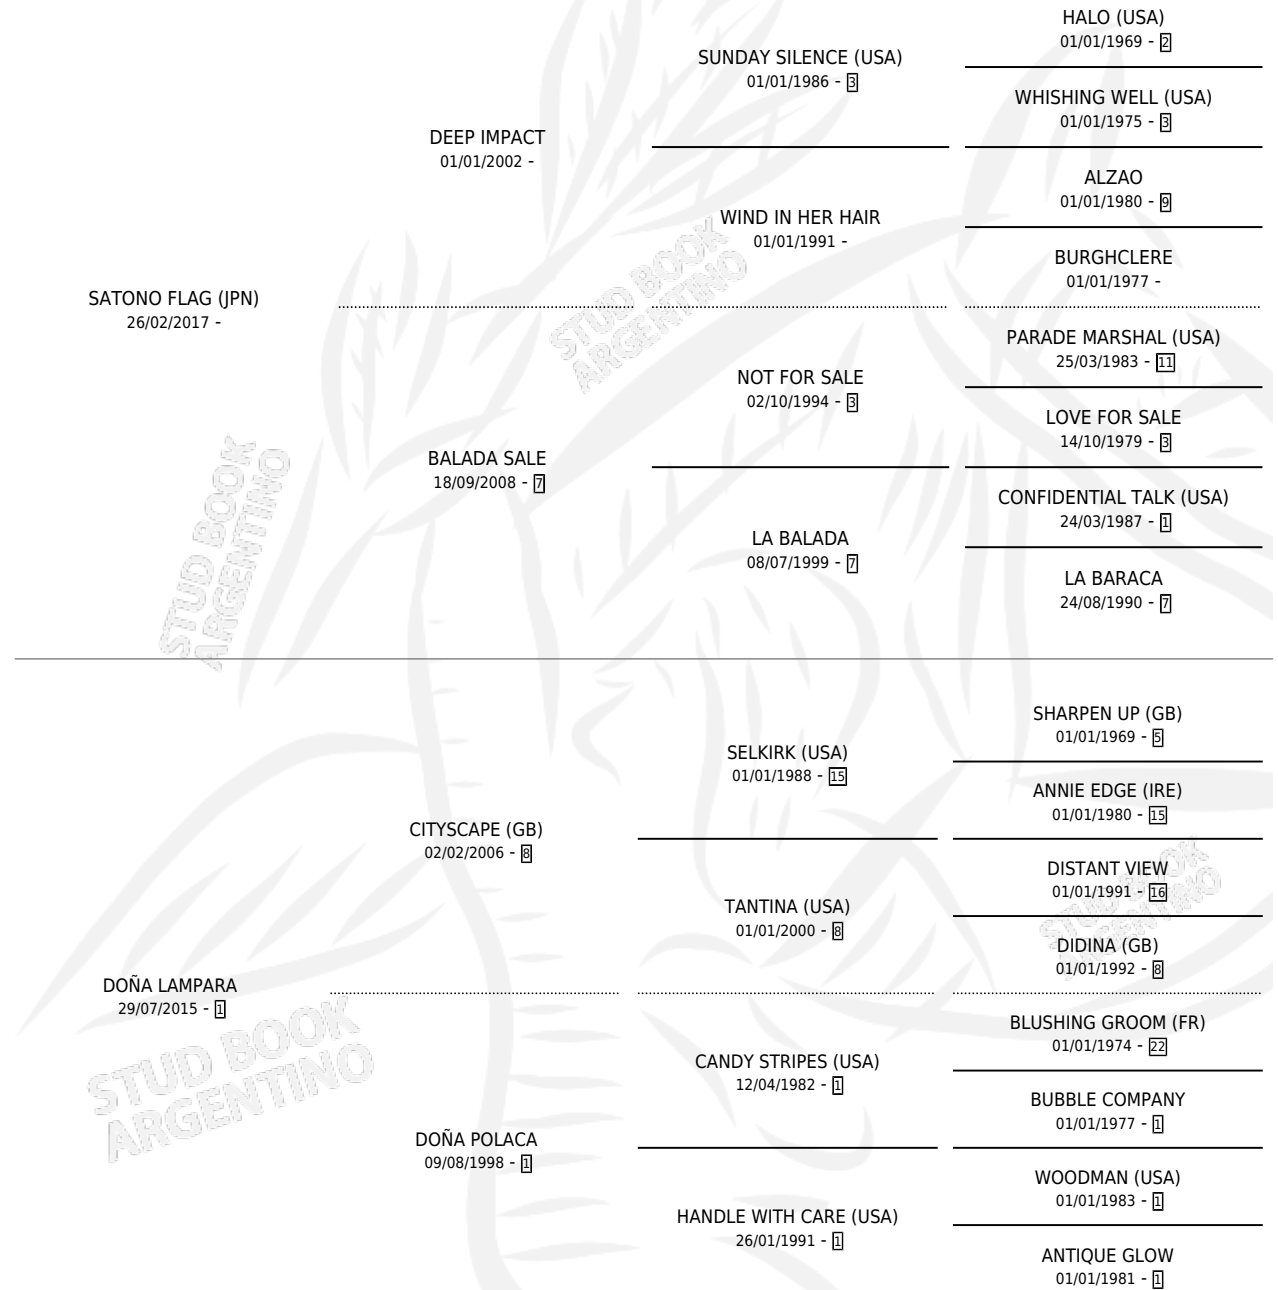 HALO (USA)
01/01/1969 - 2
SUNDAY SILENCE (USA)
01/01/1986 - 3
WHISHING WELL (USA)
01/01/1975 - 3
DEEP IMPACT
01/01/2002 -
ALZAO
01/01/1980 - 9
WIND IN HER HAIR
01/01/1991 -
BURGHCLERE
01/01/1977 -
SATONO FLAG (JPN)
26/02/2017 -
PARADE MARSHAL (USA)
25/03/1983 - 11
NOT FOR SALE
02/10/1994 - 3
LOVE FOR SALE
14/10/1979 - 3
BALADA SALE
18/09/2008 - 7
CONFIDENTIAL TALK (USA)
24/03/1987 - 1
LA BALADA
08/07/1999 - 7
LA BARACA
24/08/1990 - 7
STUD BOOK
ARGENTINO
STUD BOOK
ARGENTINO
SHARPEN UP (GB)
01/01/1969 - 5
SELKIRK (USA)
01/01/1988 - 15
ANNIE EDGE (IRE)
01/01/1980 - 15
CITYSCAPE (GB)
02/02/2006 - 8
DISTANT VIEW
01/01/1991 - 16
TANTINA (USA)
01/01/2000 - 8
DIDINA (GB)
01/01/1992 - 8
STUD BOOK
ARGENTINO
DOÑA LAMPARA
29/07/2015 - 1
BLUSHING GROOM (FR)
01/01/1974 - 22
CANDY STRIPES (USA)
12/04/1982 - 1
BUBBLE COMPANY
01/01/1977 - 1
DOÑA POLACA
09/08/1998 - 1
WOODMAN (USA)
01/01/1983 - 1
HANDLE WITH CARE (USA)
26/01/1991 - 1
ANTIQUE GLOW
01/01/1981 - 1
STUD BOOK
ARGENTINO